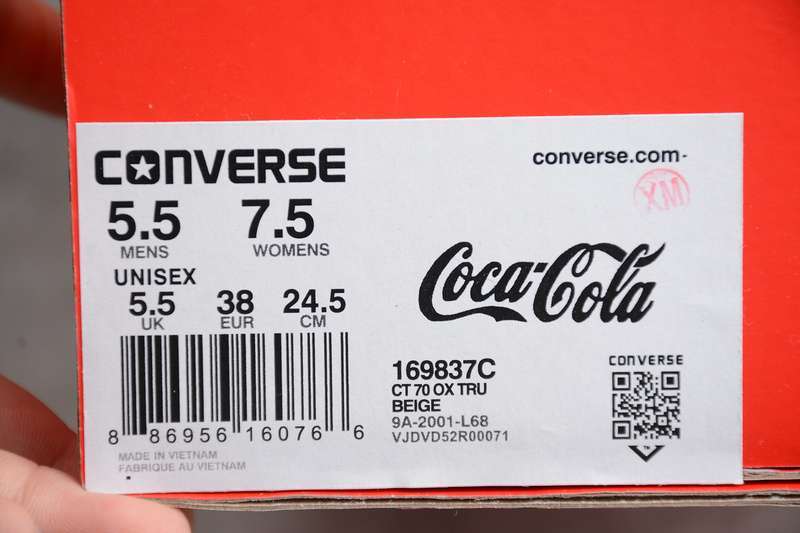 CONVERSE
converse.com
XM
5.5 7.5
MENS WOMENS
UNISEX
5.5 38 24.5
UK EUR CM
Coca-Cola
169837C
CT 70 OX TRU
BEIGE
9A-2001-L68
VJDVD52R00071
CONVERSE
8 86956 16076 6
MADE IN VIETNAM
FABRIQUE AU VIETNAM